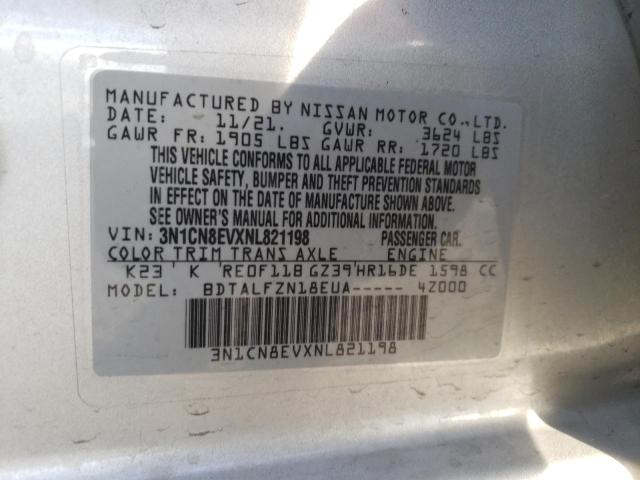 MANUFACTURED BY NISSAN MOTOR CO., LTD.
DATE: 11/21. GVWR: 3624 LBS
GAWR FR: 1905 LBS GAWR RR: 1720 LBS
THIS VEHICLE CONFORMS TO ALL APPLICABLE FEDERAL MOTOR
VEHICLE SAFETY, BUMPER AND THEFT PREVENTION STANDARDS
IN EFFECT ON THE DATE OF MANUFACTURE SHOWN ABOVE.
SEE OWNER'S MANUAL FOR ADDITIONAL INFORMATION.
VIN: 3N1CN8EVXNL821198 PASSENGER CAR.
COLOR TRIM TRANS AXLE ENGINE
K23 K RE0F11B GZ39 HR16DE 1598 CC
MODEL: BDTALFZN18EUA----- 4Z000
3N1CN8EVXNL821198